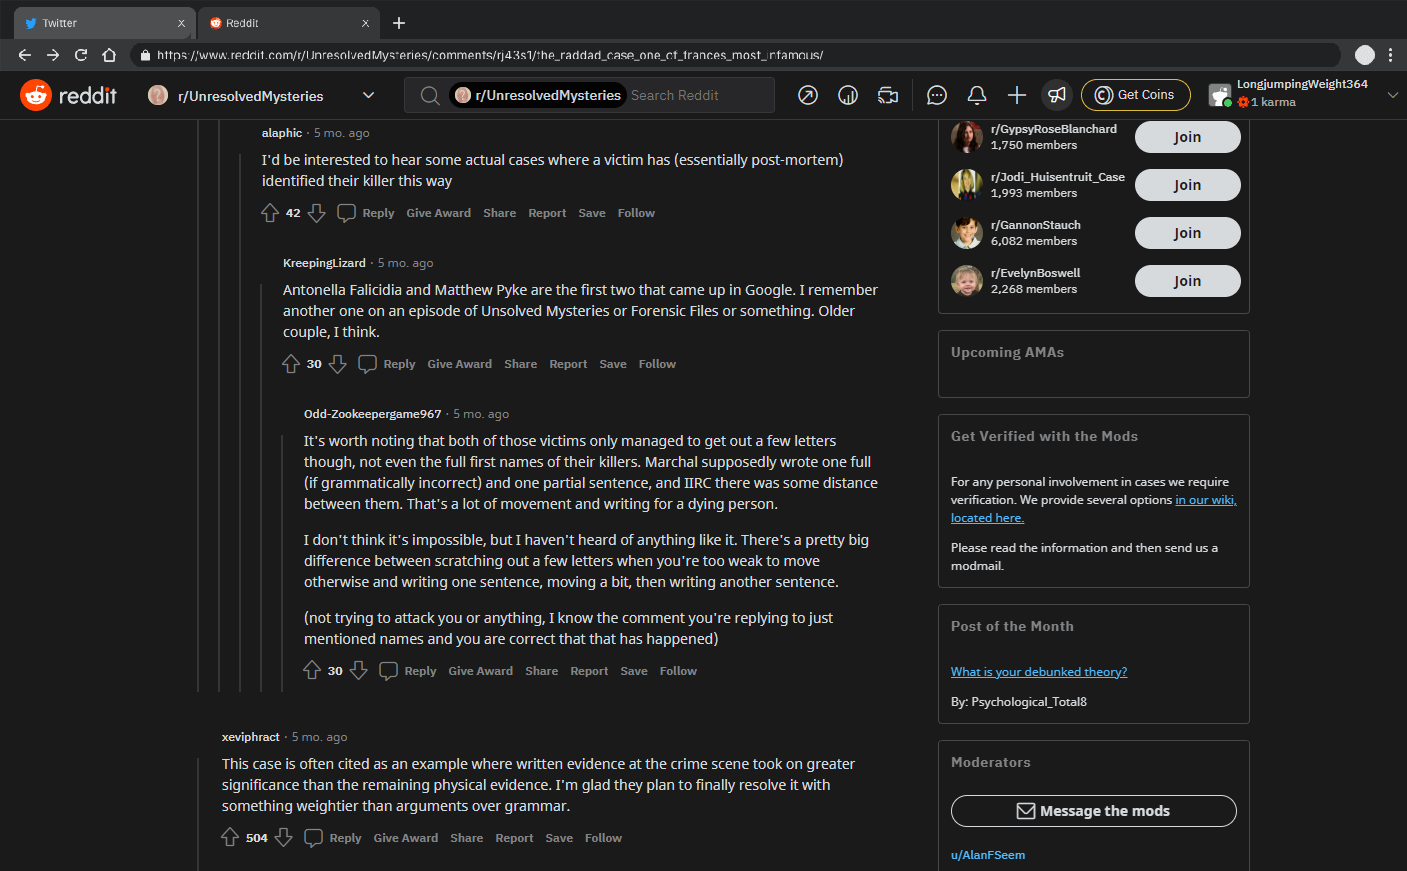 Twitter
Reddit
https://www.reddit.com/r/UnresolvedMysteries/comments/rj43s1/the_raddad_case_one_of_frances_most_infamous/
reddit
r/UnresolvedMysteries
r/UnresolvedMysteries Search Reddit
Get Coins
LongjumpingWeight364
1 karma
alaphic · 5 mo. ago
I'd be interested to hear some actual cases where a victim has (essentially post-mortem)
identified their killer this way
42 Reply Give Award Share Report Save Follow
KreepingLizard · 5 mo. ago
Antonella Falicidia and Matthew Pyke are the first two that came up in Google. I remember
another one on an episode of Unsolved Mysteries or Forensic Files or something. Older
couple, I think.
30 Reply Give Award Share Report Save Follow
Odd-Zookeepergame967 · 5 mo. ago
It's worth noting that both of those victims only managed to get out a few letters
though, not even the full first names of their killers. Marchal supposedly wrote one full
(if grammatically incorrect) and one partial sentence, and IIRC there was some distance
between them. That's a lot of movement and writing for a dying person.
I don't think it's impossible, but I haven't heard of anything like it. There's a pretty big
difference between scratching out a few letters when you're too weak to move
otherwise and writing one sentence, moving a bit, then writing another sentence.
(not trying to attack you or anything, I know the comment you're replying to just
mentioned names and you are correct that that has happened)
30 Reply Give Award Share Report Save Follow
xeviphract · 5 mo. ago
This case is often cited as an example where written evidence at the crime scene took on greater
significance than the remaining physical evidence. I'm glad they plan to finally resolve it with
something weightier than arguments over grammar.
504 Reply Give Award Share Report Save Follow
r/GypsyRoseBlanchard
1,750 members
Join
r/Jodi_Huisentruit_Case
1,993 members
Join
r/GannonStauch
6,082 members
Join
r/EvelynBoswell
2,268 members
Join
Upcoming AMAs
Get Verified with the Mods
For any personal involvement in cases we require
verification. We provide several options in our wiki,
located here.
Please read the information and then send us a
modmail.
Post of the Month
What is your debunked theory?
By: Psychological_Total8
Moderators
Message the mods
u/AlanFSeem